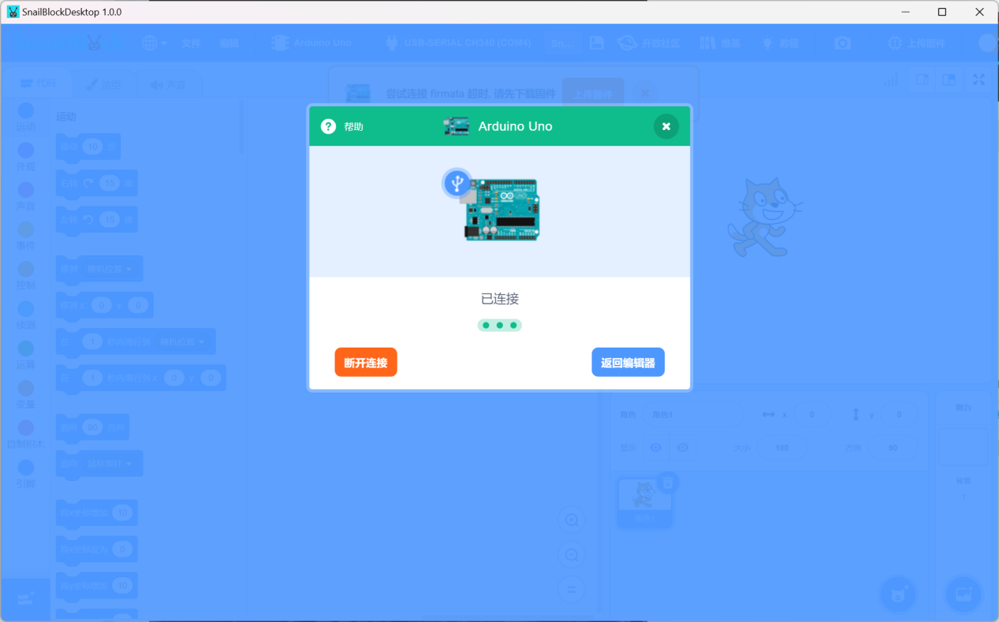 SnailBlockDesktop 1.0.0
文件 编辑 Arduino Uno USB-SERIAL CH340 (COM4) Sn... 开放社区 维基 教程 上传固件
代码 造型 声音
尝试连接 firmata 超时, 请先下载固件 上传固件
帮助 Arduino Uno
已连接
断开连接 返回编辑器
运动
外观
声音
事件
控制
侦测
运算
变量
自制积木
引脚
运动
移动 10 步
右转 15 度
左转 15 度
移到 随机位置
移到 x: 0 y: 0
在 1 秒内滑行到 随机位置
在 1 秒内滑行到 x: 0 y: 0
面向 90 方向
面向 鼠标指针
将x坐标增加 10
将x坐标设为 0
将y坐标增加 10
角色 角色1 x 0 y 0
显示 大小 100 方向 90
角色1
舞台
背景
1